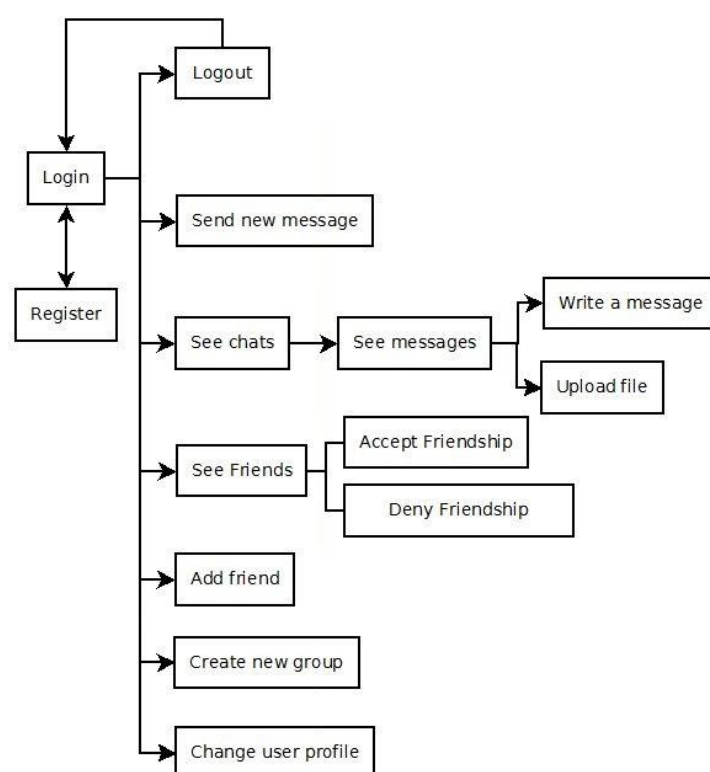 Logout
Login
Send new message
Register
See chats
See messages
Write a message
Upload file
See Friends
Accept Friendship
Deny Friendship
Add friend
Create new group
Change user profile